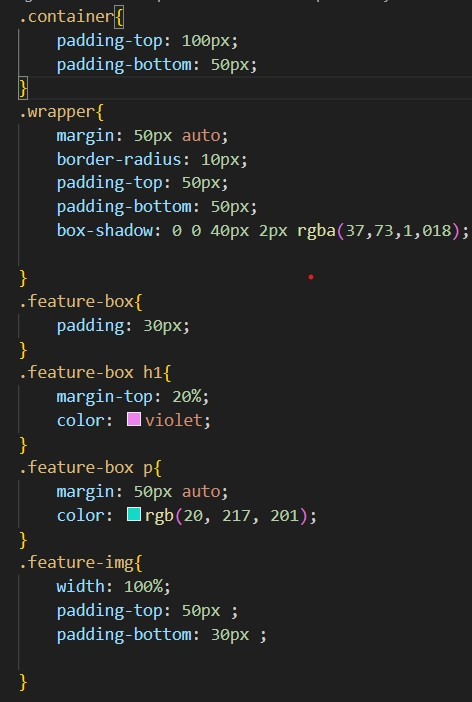 .container{
    padding-top: 100px;
    padding-bottom: 50px;
}
.wrapper{
    margin: 50px auto;
    border-radius: 10px;
    padding-top: 50px;
    padding-bottom: 50px;
    box-shadow: 0 0 40px 2px rgba(37,73,1,018);
}
.feature-box{
    padding: 30px;
}
.feature-box h1{
    margin-top: 20%;
    color: violet;
}
.feature-box p{
    margin: 50px auto;
    color: rgb(20, 217, 201);
}
.feature-img{
    width: 100%;
    padding-top: 50px ;
    padding-bottom: 30px ;
}